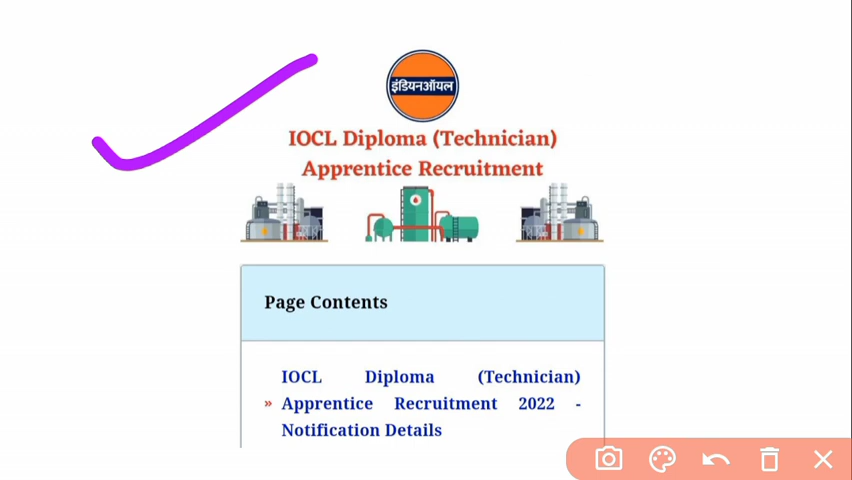 इंडियनऑयल
IOCL Diploma (Technician)
Apprentice Recruitment
Page Contents
IOCL Diploma (Technician)
» Apprentice Recruitment 2022 -
Notification Details